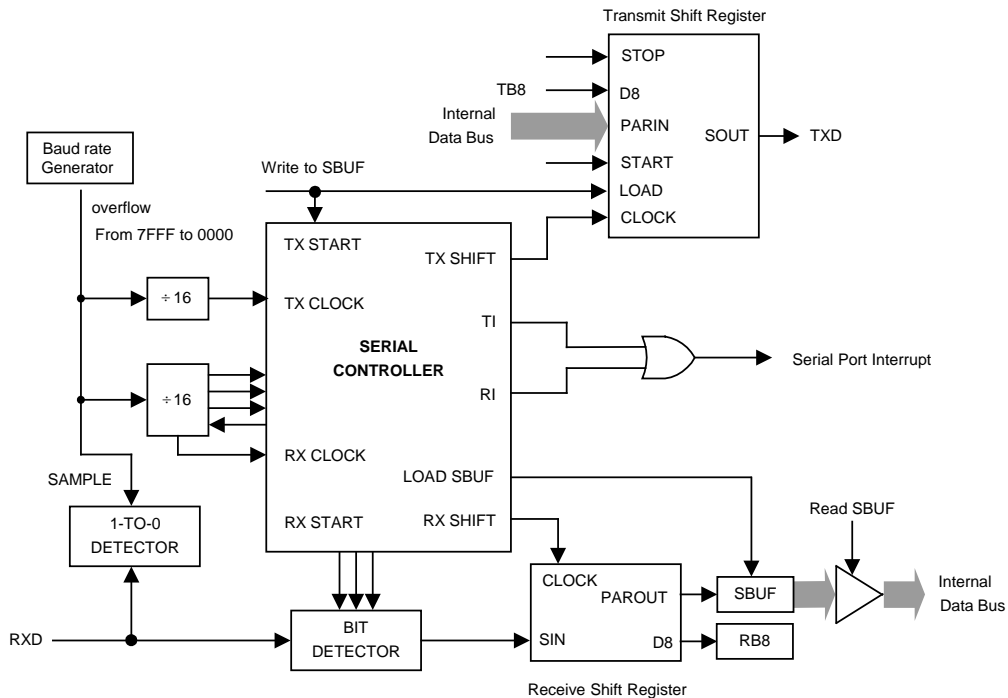 Transmit Shift Register
STOP
TB8
D8
Internal
Data Bus
PARIN
SOUT
TXD
START
LOAD
CLOCK
Baud rate
Generator
Write to SBUF
overflow
From 7FFF to 0000
TX START
TX SHIFT
÷16
TX CLOCK
TI
SERIAL
CONTROLLER
Serial Port Interrupt
÷16
RI
RX CLOCK
SAMPLE
LOAD SBUF
1-TO-0
DETECTOR
RX START
RX SHIFT
Read SBUF
CLOCK
PAROUT
SBUF
Internal
Data Bus
RXD
BIT
DETECTOR
SIN
D8
RB8
Receive Shift Register